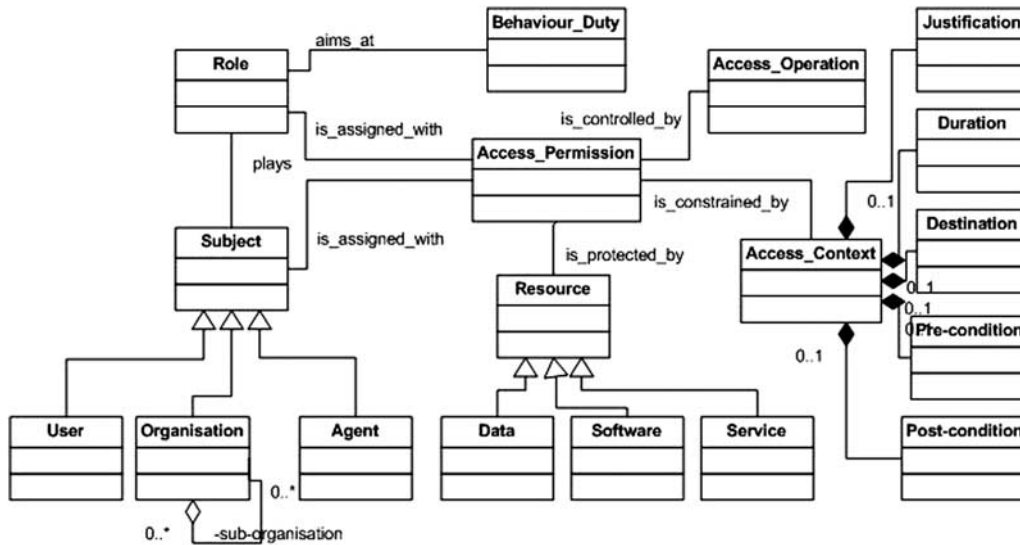 Behaviour_Duty
Justification
aims_at
Role
Access_Operation
Duration
is_controlled_by
is_assigned_with
Access_Permission
plays
0..1
is_constrained_by
Destination
Subject
is_assigned_with
Access_Context
is_protected_by
Resource
0..1
0..1
0..
Pre-condition
0..1
User
Organisation
Agent
Data
Software
Service
Post-condition
0..*
0..*
-sub-organisation